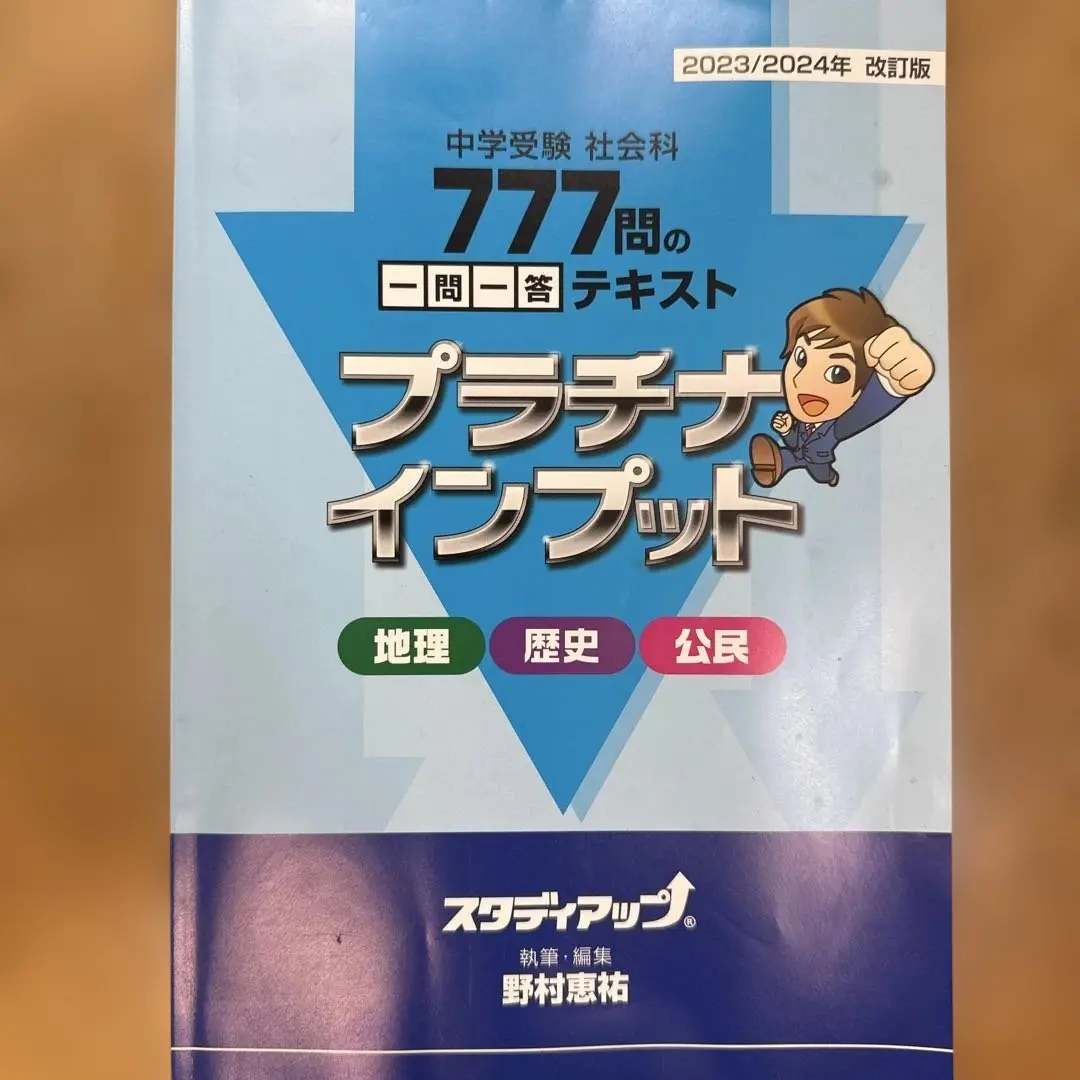 2023/2024年 改訂版
中学受験 社会科
777問の
一問一答テキスト
プラチナ
インプット
地理 歴史 公民
スタディアップ®
執筆・編集
野村恵祐